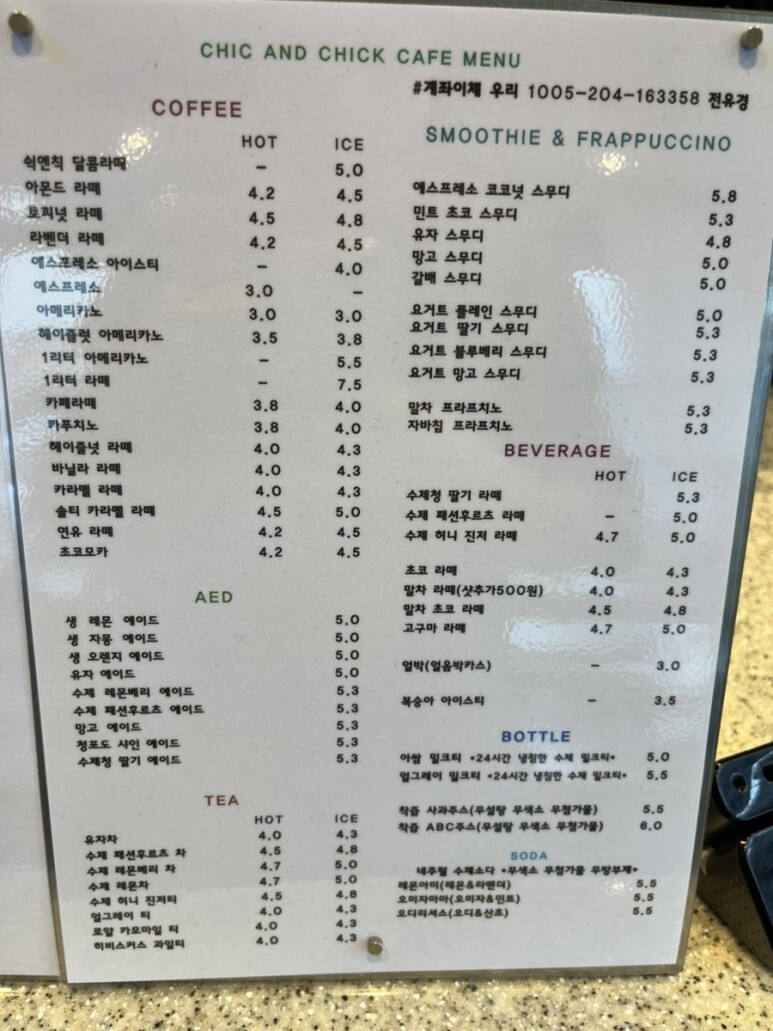 CHIC AND CHICK CAFE MENU
#계좌이체 우리 1005-204-163358 전유경
COFFEE
HOT ICE
쉭앤칙 달콤라떼 - 5.0
아몬드 라떼 4.2 4.5
토피넛 라떼 4.5 4.8
라벤더 라떼 4.2 4.5
에스프레소 아이스티 - 4.0
에스프레소 3.0 -
아메리카노 3.0 3.0
헤이즐럿 아메리카노 3.5 3.8
1리터 아메리카노 - 5.5
1리터 라떼 - 7.5
카페라떼 3.8 4.0
카푸치노 3.8 4.0
헤이즐넛 라떼 4.0 4.3
바닐라 라떼 4.0 4.3
카라멜 라떼 4.0 4.3
솔티 카라멜 라떼 4.5 5.0
연유 라떼 4.2 4.5
초코모카 4.2 4.5
AED
생 레몬 에이드 5.0
생 자몽 에이드 5.0
생 오렌지 에이드 5.0
유자 에이드 5.0
수제 레몬베리 에이드 5.3
수제 패션후르츠 에이드 5.3
망고 에이드 5.3
청포도 샤인 에이드 5.3
수제청 딸기 에이드 5.3
TEA
HOT ICE
유자차 4.0 4.3
수제 패션후르츠 차 4.5 4.8
수제 레몬베리 차 4.7 5.0
수제 레몬차 4.7 5.0
수제 허니 진저티 4.5 4.8
얼그레이 티 4.0 4.3
로얄 카모마일 티 4.0 4.3
히비스커스 과일티 4.0 4.3
SMOOTHIE & FRAPPUCCINO
에스프레소 코코넛 스무디 5.8
민트 초코 스무디 5.3
유자 스무디 4.8
망고 스무디 5.0
갈배 스무디 5.0
요거트 플레인 스무디 5.0
요거트 딸기 스무디 5.3
요거트 블루베리 스무디 5.3
요거트 망고 스무디 5.3
말차 프라프치노 5.3
자바칩 프라프치노 5.3
BEVERAGE
HOT ICE
수제청 딸기 라떼 5.3
수제 패션후르츠 라떼 - 5.0
수제 허니 진저 라떼 4.7 5.0
초코 라떼 4.0 4.3
말차 라떼(샷추가500원) 4.0 4.3
말차 초코 라떼 4.5 4.8
고구마 라떼 4.7 5.0
얼박(얼음박카스) - 3.0
복숭아 아이스티 - 3.5
BOTTLE
아쌈 밀크티 *24시간 냉침한 수제 밀크티* 5.0
얼그레이 밀크티 *24시간 냉침한 수제 밀크티* 5.5
착즙 사과주스(무설탕 무색소 무첨가물) 5.5
착즙 ABC주스(무설탕 무색소 무첨가물) 6.0
SODA
네추럴 수제소다 *무색소 무첨가물 무방부제*
레몬아미(레몬&라벤더) 5.5
오미자마마(오미자&민트) 5.5
오디리셔스(오디&산초) 5.5